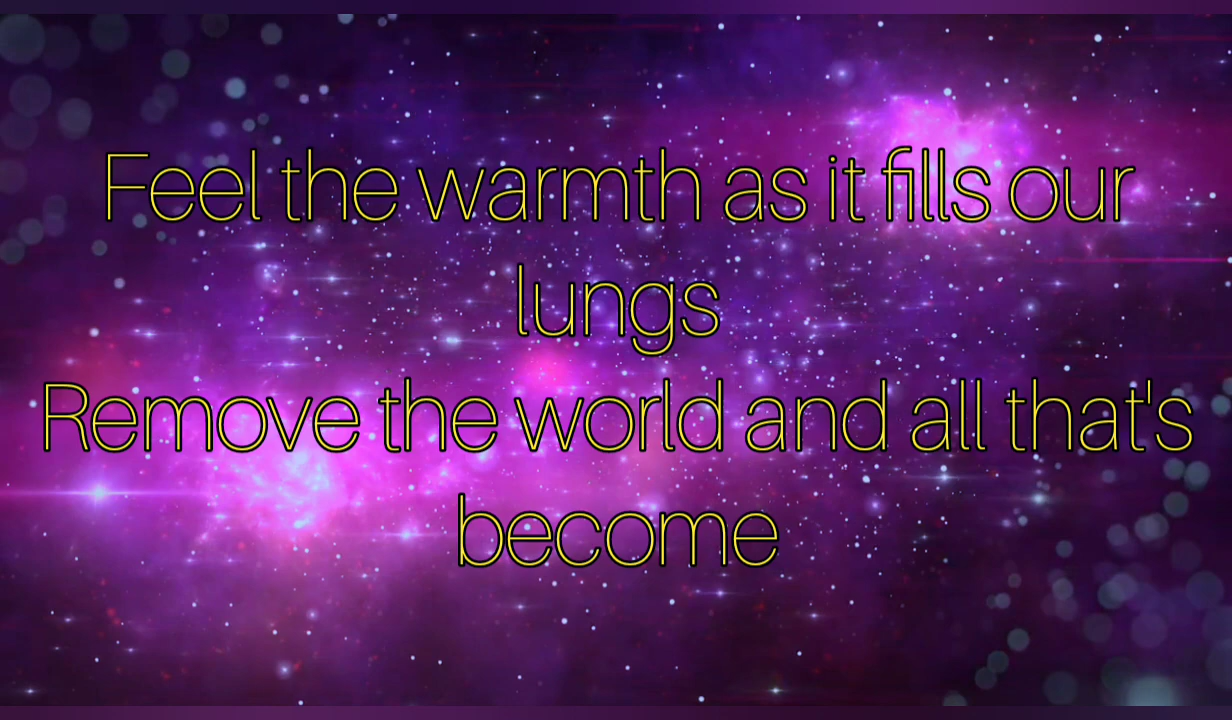 Feel the warmth as it fills our
lungs
Remove the world and all that's
become